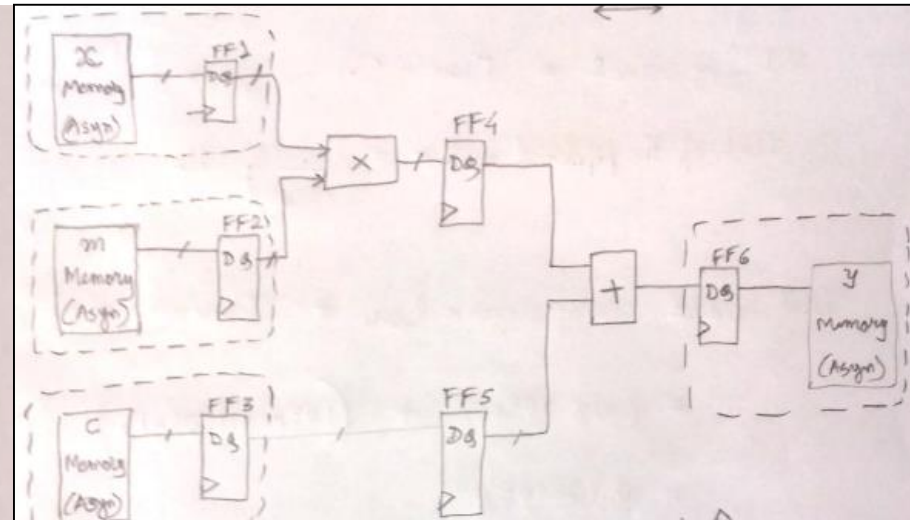 x
Memory
(Asyn)
FF1
DQ
m
Memory
(Asyn)
FF2
DQ
X
FF4
DQ
C
Memory
(Asyn)
FF3
DQ
FF5
DQ
+
FF6
DQ
y
Memory
(Asyn)